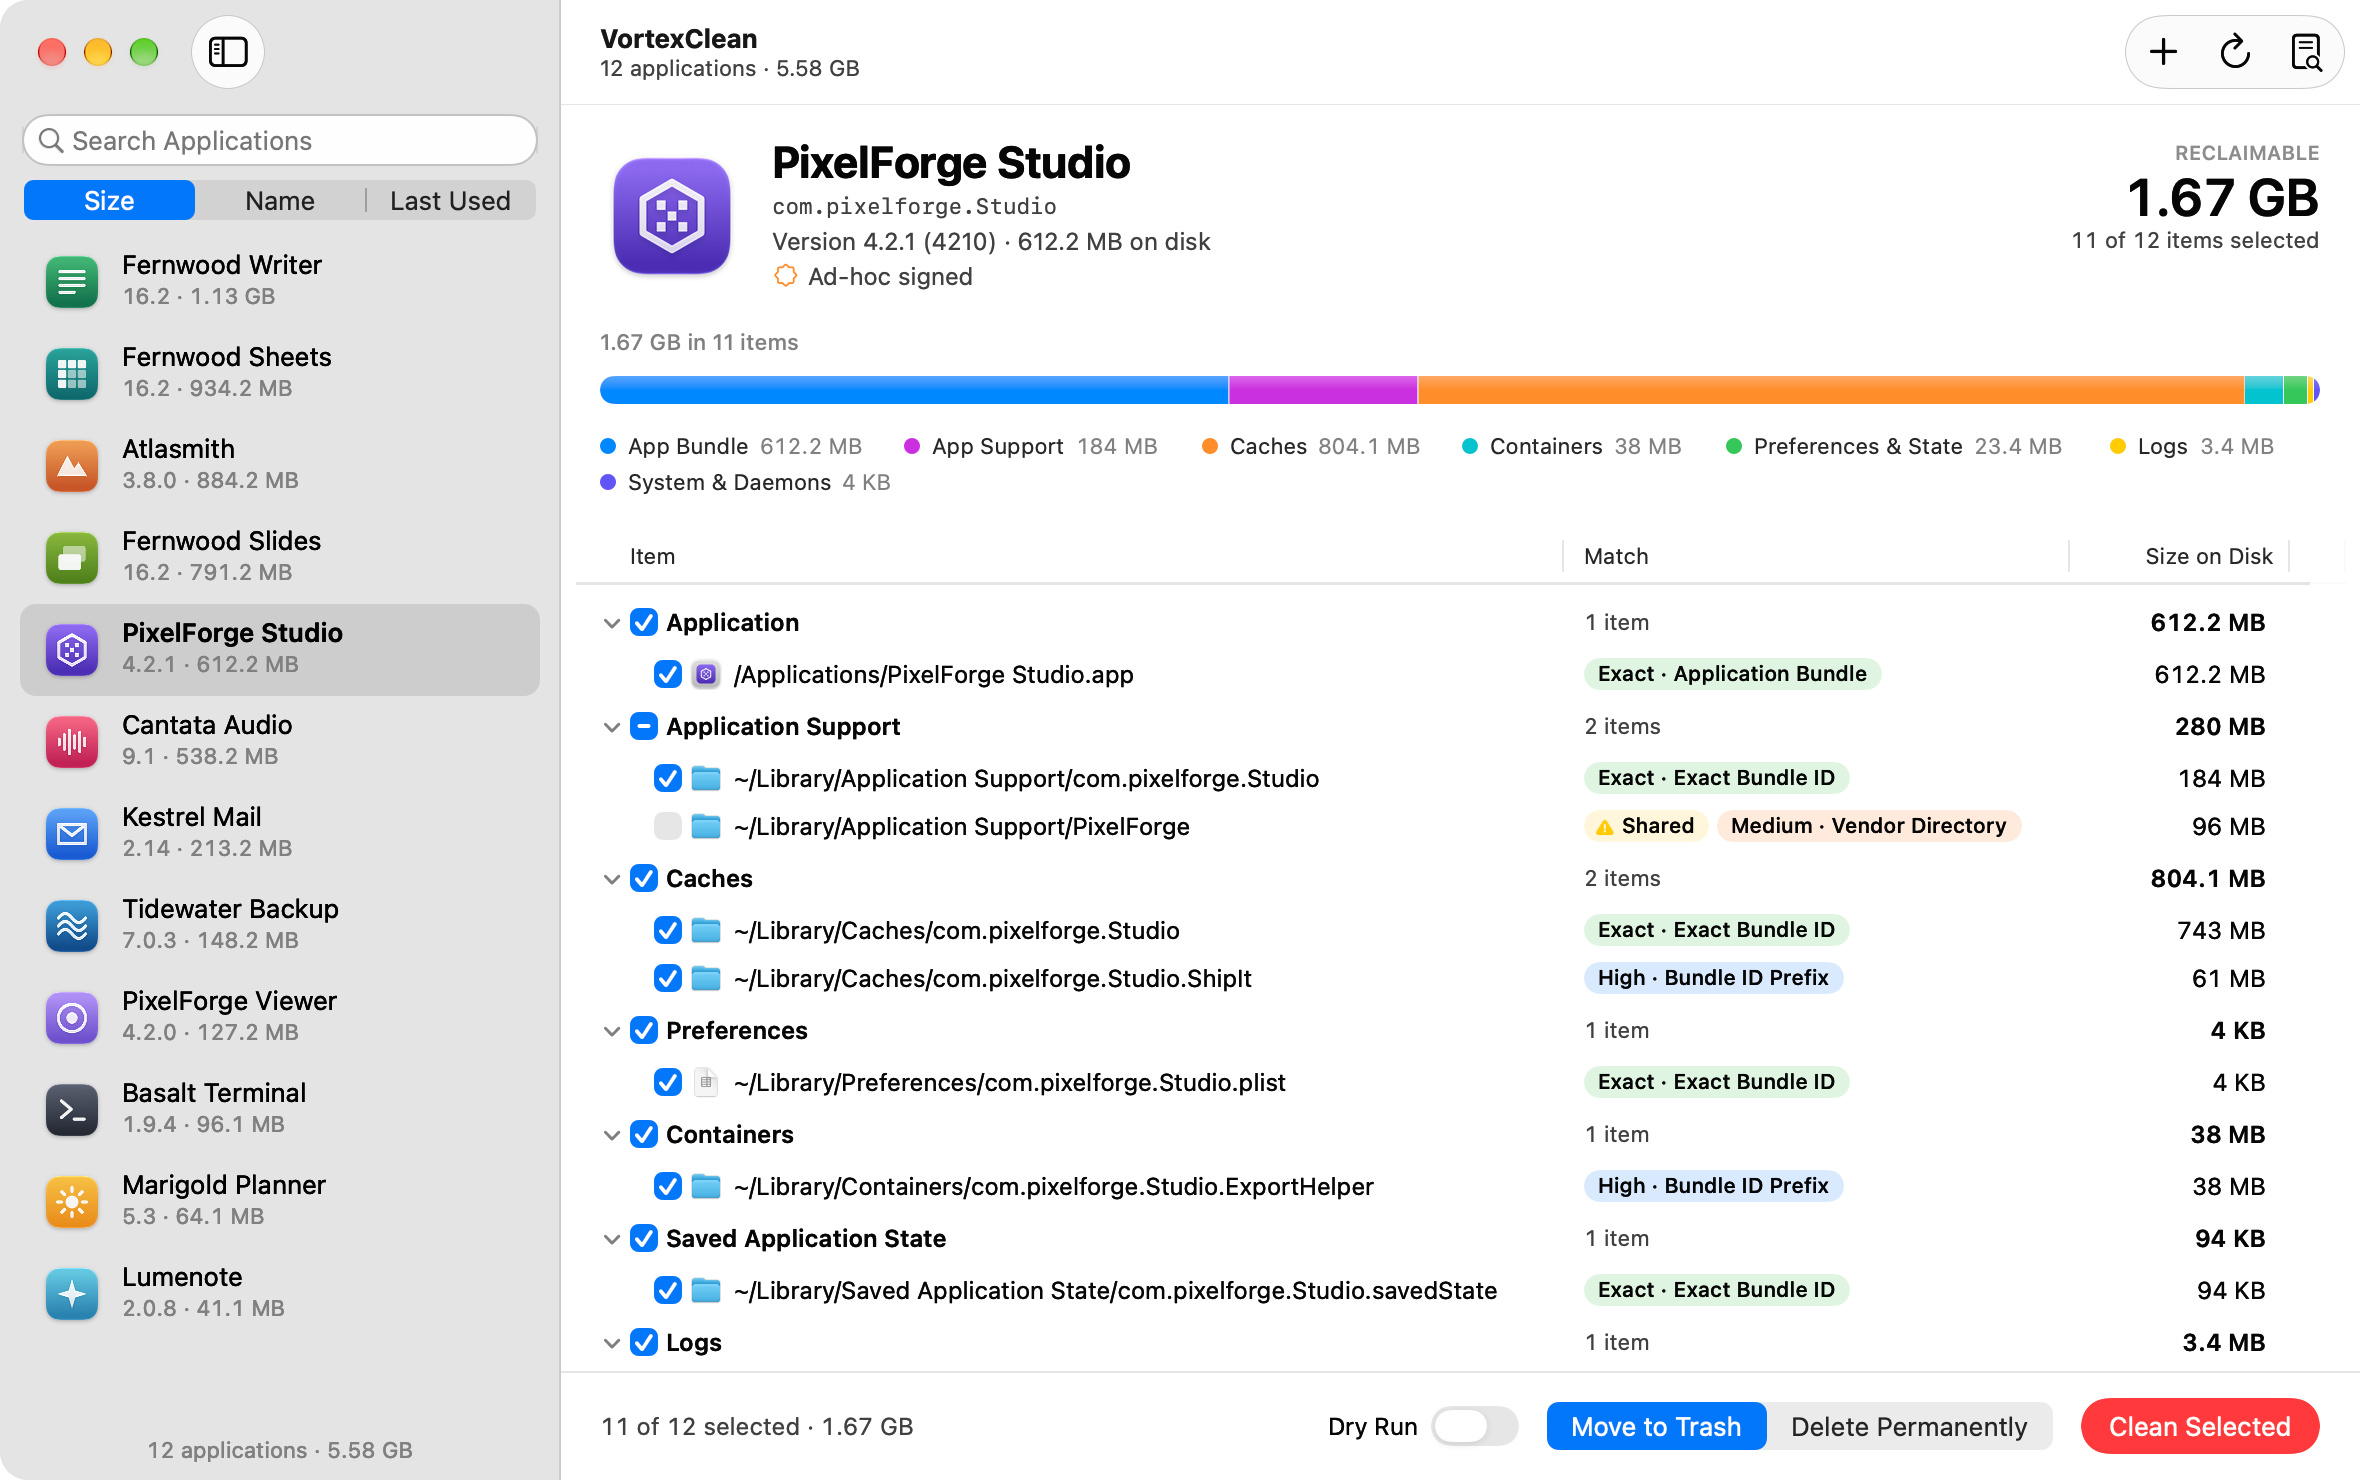 VortexClean
12 applications · 5.58 GB
Search Applications
Size Name Last Used
Fernwood Writer
16.2 · 1.13 GB
Fernwood Sheets
16.2 · 934.2 MB
Atlasmith
3.8.0 · 884.2 MB
Fernwood Slides
16.2 · 791.2 MB
PixelForge Studio
4.2.1 · 612.2 MB
Cantata Audio
9.1 · 538.2 MB
Kestrel Mail
2.14 · 213.2 MB
Tidewater Backup
7.0.3 · 148.2 MB
PixelForge Viewer
4.2.0 · 127.2 MB
Basalt Terminal
1.9.4 · 96.1 MB
Marigold Planner
5.3 · 64.1 MB
Lumenote
2.0.8 · 41.1 MB
12 applications · 5.58 GB
PixelForge Studio
com.pixelforge.Studio
Version 4.2.1 (4210) · 612.2 MB on disk
Ad-hoc signed
RECLAIMABLE
1.67 GB
11 of 12 items selected
1.67 GB in 11 items
App Bundle 612.2 MB App Support 184 MB Caches 804.1 MB Containers 38 MB Preferences & State 23.4 MB Logs 3.4 MB
System & Daemons 4 KB
Item Match Size on Disk
Application 1 item 612.2 MB
/Applications/PixelForge Studio.app Exact · Application Bundle 612.2 MB
Application Support 2 items 280 MB
~/Library/Application Support/com.pixelforge.Studio Exact · Exact Bundle ID 184 MB
~/Library/Application Support/PixelForge Shared Medium · Vendor Directory 96 MB
Caches 2 items 804.1 MB
~/Library/Caches/com.pixelforge.Studio Exact · Exact Bundle ID 743 MB
~/Library/Caches/com.pixelforge.Studio.ShipIt High · Bundle ID Prefix 61 MB
Preferences 1 item 4 KB
~/Library/Preferences/com.pixelforge.Studio.plist Exact · Exact Bundle ID 4 KB
Containers 1 item 38 MB
~/Library/Containers/com.pixelforge.Studio.ExportHelper High · Bundle ID Prefix 38 MB
Saved Application State 1 item 94 KB
~/Library/Saved Application State/com.pixelforge.Studio.savedState Exact · Exact Bundle ID 94 KB
Logs 1 item 3.4 MB
11 of 12 selected · 1.67 GB Dry Run Move to Trash Delete Permanently Clean Selected